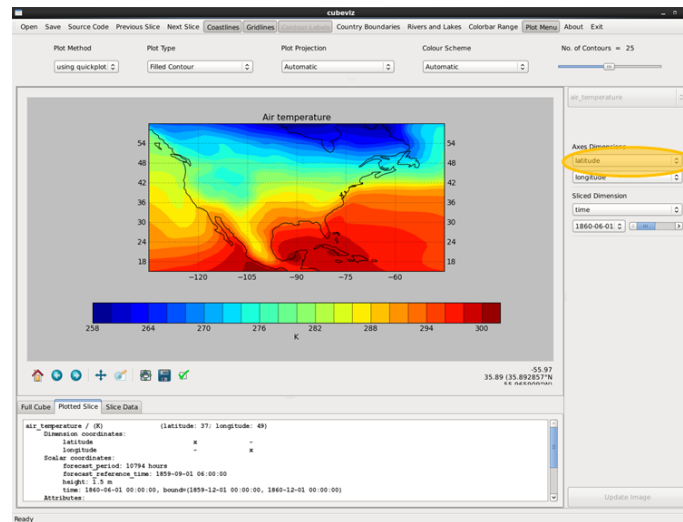 cubeviz
Open Save Source Code Previous Slice Next Slice Coastlines Gridlines Contour Labels Country Boundaries Rivers and Lakes Colorbar Range Plot Menu About Exit
Plot Method Plot Type Plot Projection Colour Scheme No. of Contours = 25
using quickplot Filled Contour Automatic Automatic
air_temperature
Air temperature
54 54
48 48
42 42
36 36
30 30
24 24
18 18
−120 −105 −90 −75 −60
258 264 270 276 282 288 294 300
K
Axes Dimensions
latitude
longitude
Sliced Dimension
time
1860-06-01
-55.97
35.89 (35.892857°N
Full Cube Plotted Slice Slice Data
air_temperature / (K) (latitude: 37; longitude: 49)
Dimension coordinates:
latitude x -
longitude - x
Scalar coordinates:
forecast_period: 10794 hours
forecast_reference_time: 1859-09-01 06:00:00
height: 1.5 m
time: 1860-06-01 00:00:00, bound=(1859-12-01 00:00:00, 1860-12-01 00:00:00)
Attributes:
Update Image
Ready